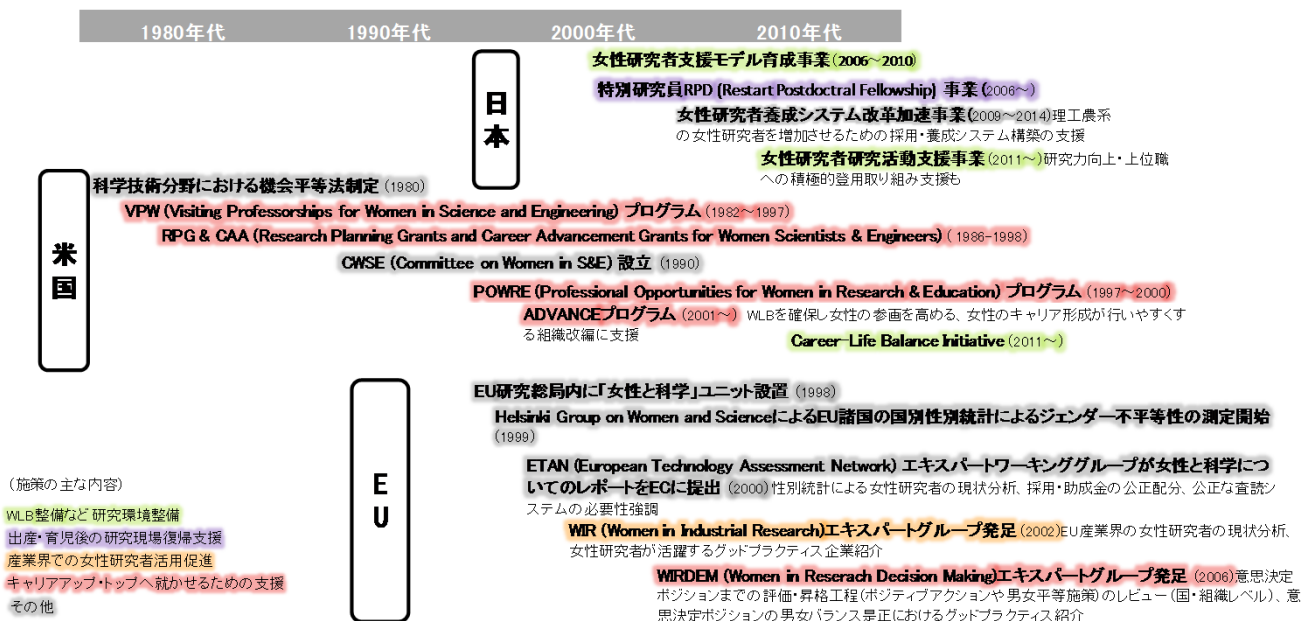 1980年代 1990年代 2000年代 2010年代
日本
女性研究者支援モデル育成事業(2006～2010)
特別研究員RPD (Restart Postdoctral Fellowship) 事業 (2006～)
女性研究者養成システム改革加速事業(2009～2014)理工農系
の女性研究者を増加させるための採用・養成システム構築の支援
女性研究者研究活動支援事業(2011～)研究力向上・上位職
への積極的登用取り組み支援も
米国
科学技術分野における機会平等法制定 (1980)
VPW (Visiting Professorships for Women in Science and Engineering) プログラム (1982～1997)
RPG & CAA (Research Planning Grants and Career Advancement Grants for Women Scientists & Engineers) ( 1986-1998)
CWSE (Committee on Women in S&E) 設立 (1990)
POWRE (Professional Opportunities for Women in Research & Education) プログラム (1997～2000)
ADVANCEプログラム (2001～) WLBを確保し女性の参画を高める、女性のキャリア形成が行いやすくす
る組織改編に支援
Career-Life Balance Initiative (2011～)
EU
EU研究総局内に「女性と科学」ユニット設置 (1998)
Helsinki Group on Women and ScienceによるEU諸国の国別性別統計によるジェンダー不平等性の測定開始
(1999)
ETAN (European Technology Assessment Network) エキスパートワーキンググループが女性と科学につ
いてのレポートをECに提出 (2000)性別統計による女性研究者の現状分析、採用・助成金の公正配分、公正な査読シ
ステムの必要性強調
WIR (Women in Industrial Research)エキスパートグループ発足 (2002)EU産業界の女性研究者の現状分析、
女性研究者が活躍するグッドプラクティス企業紹介
WIRDEM (Women in Reserach Decision Making)エキスパートグループ発足 (2006)意思決定
ポジションまでの評価・昇格工程(ポジティブアクションや男女平等施策)のレビュー(国・組織レベル)、意
思決定ポジションの男女バランス是正におけるグッドプラクティス紹介
(施策の主な内容)
WLB整備など研究環境整備
出産・育児後の研究現場復帰支援
産業界での女性研究者活用促進
キャリアアップ・トップへ就かせるための支援
その他